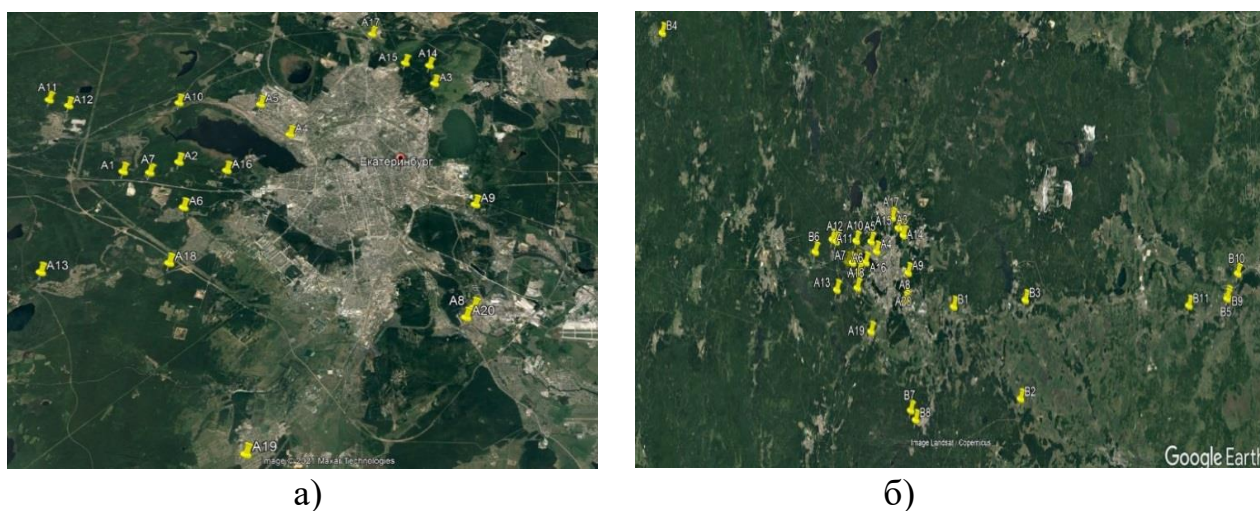 A17
A15
A14
A3
A11
A12
A10
A5
A4
Екатеринбург
A1
A7
A2
A16
A6
A9
A18
A13
A8
A20
A19
Image © 2021 Maxar Technologies
а)
B4
A17
A15
A3
A12
A10
A5
A14
B6
A11
A4
A7
A6
A16
A9
A18
A13
A8
B1
B3
B10
B11
B9
B5
A19
B7
B2
B8
Image Landsat / Copernicus
Google Earth
б)